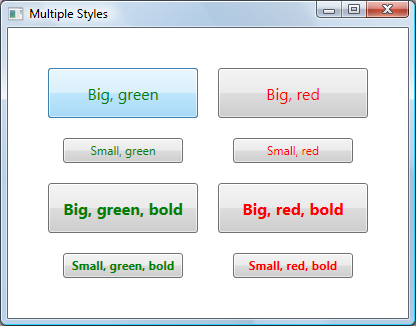 Multiple Styles
Big, green
Big, red
Small, green
Small, red
Big, green, bold
Big, red, bold
Small, green, bold
Small, red, bold